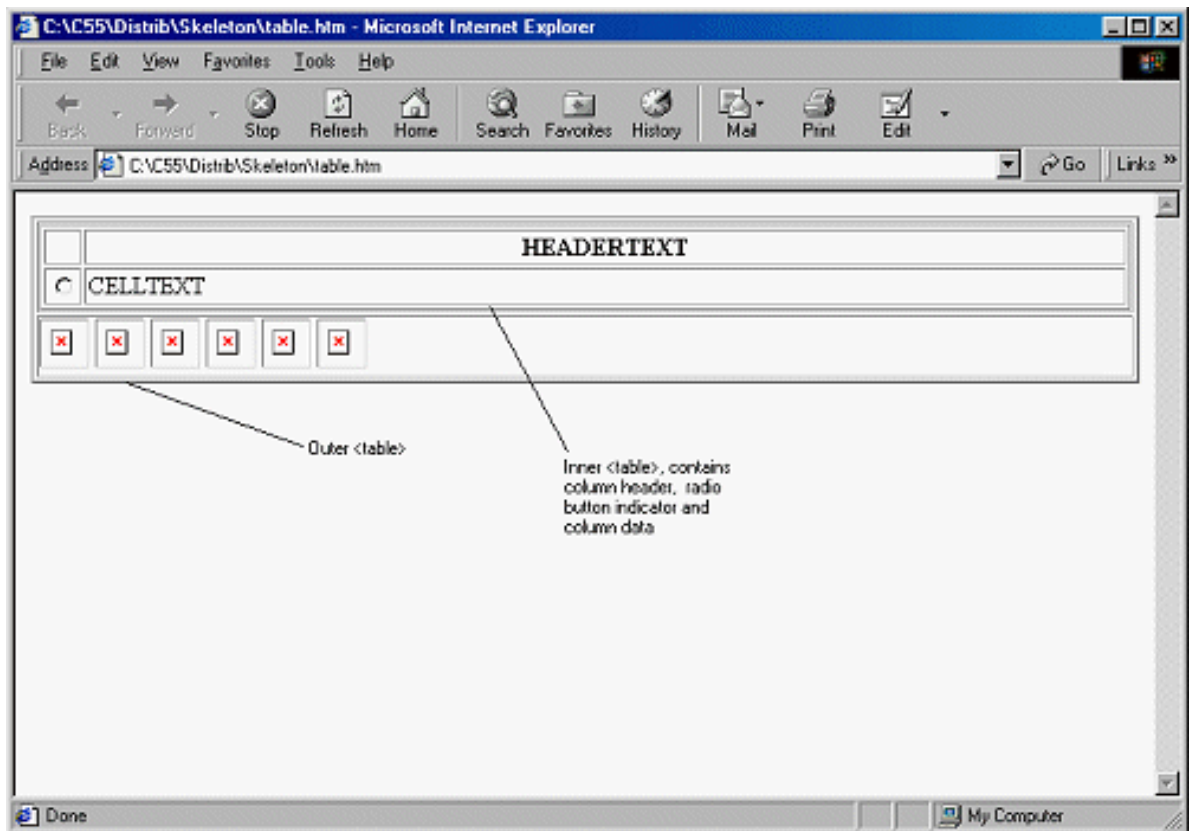 C:\C55\Distrib\Skeleton\table.htm - Microsoft Internet Explorer
File Edit View Favorites Tools Help
Back Forward Stop Refresh Home Search Favorites History Mail Print Edit
Address C:\C55\Distrib\Skeleton\table.htm Go Links »
HEADERTEXT
CELLTEXT
Outer <table>
Inner <table>, contains
column header, radio
button indicator and
column data
Done My Computer